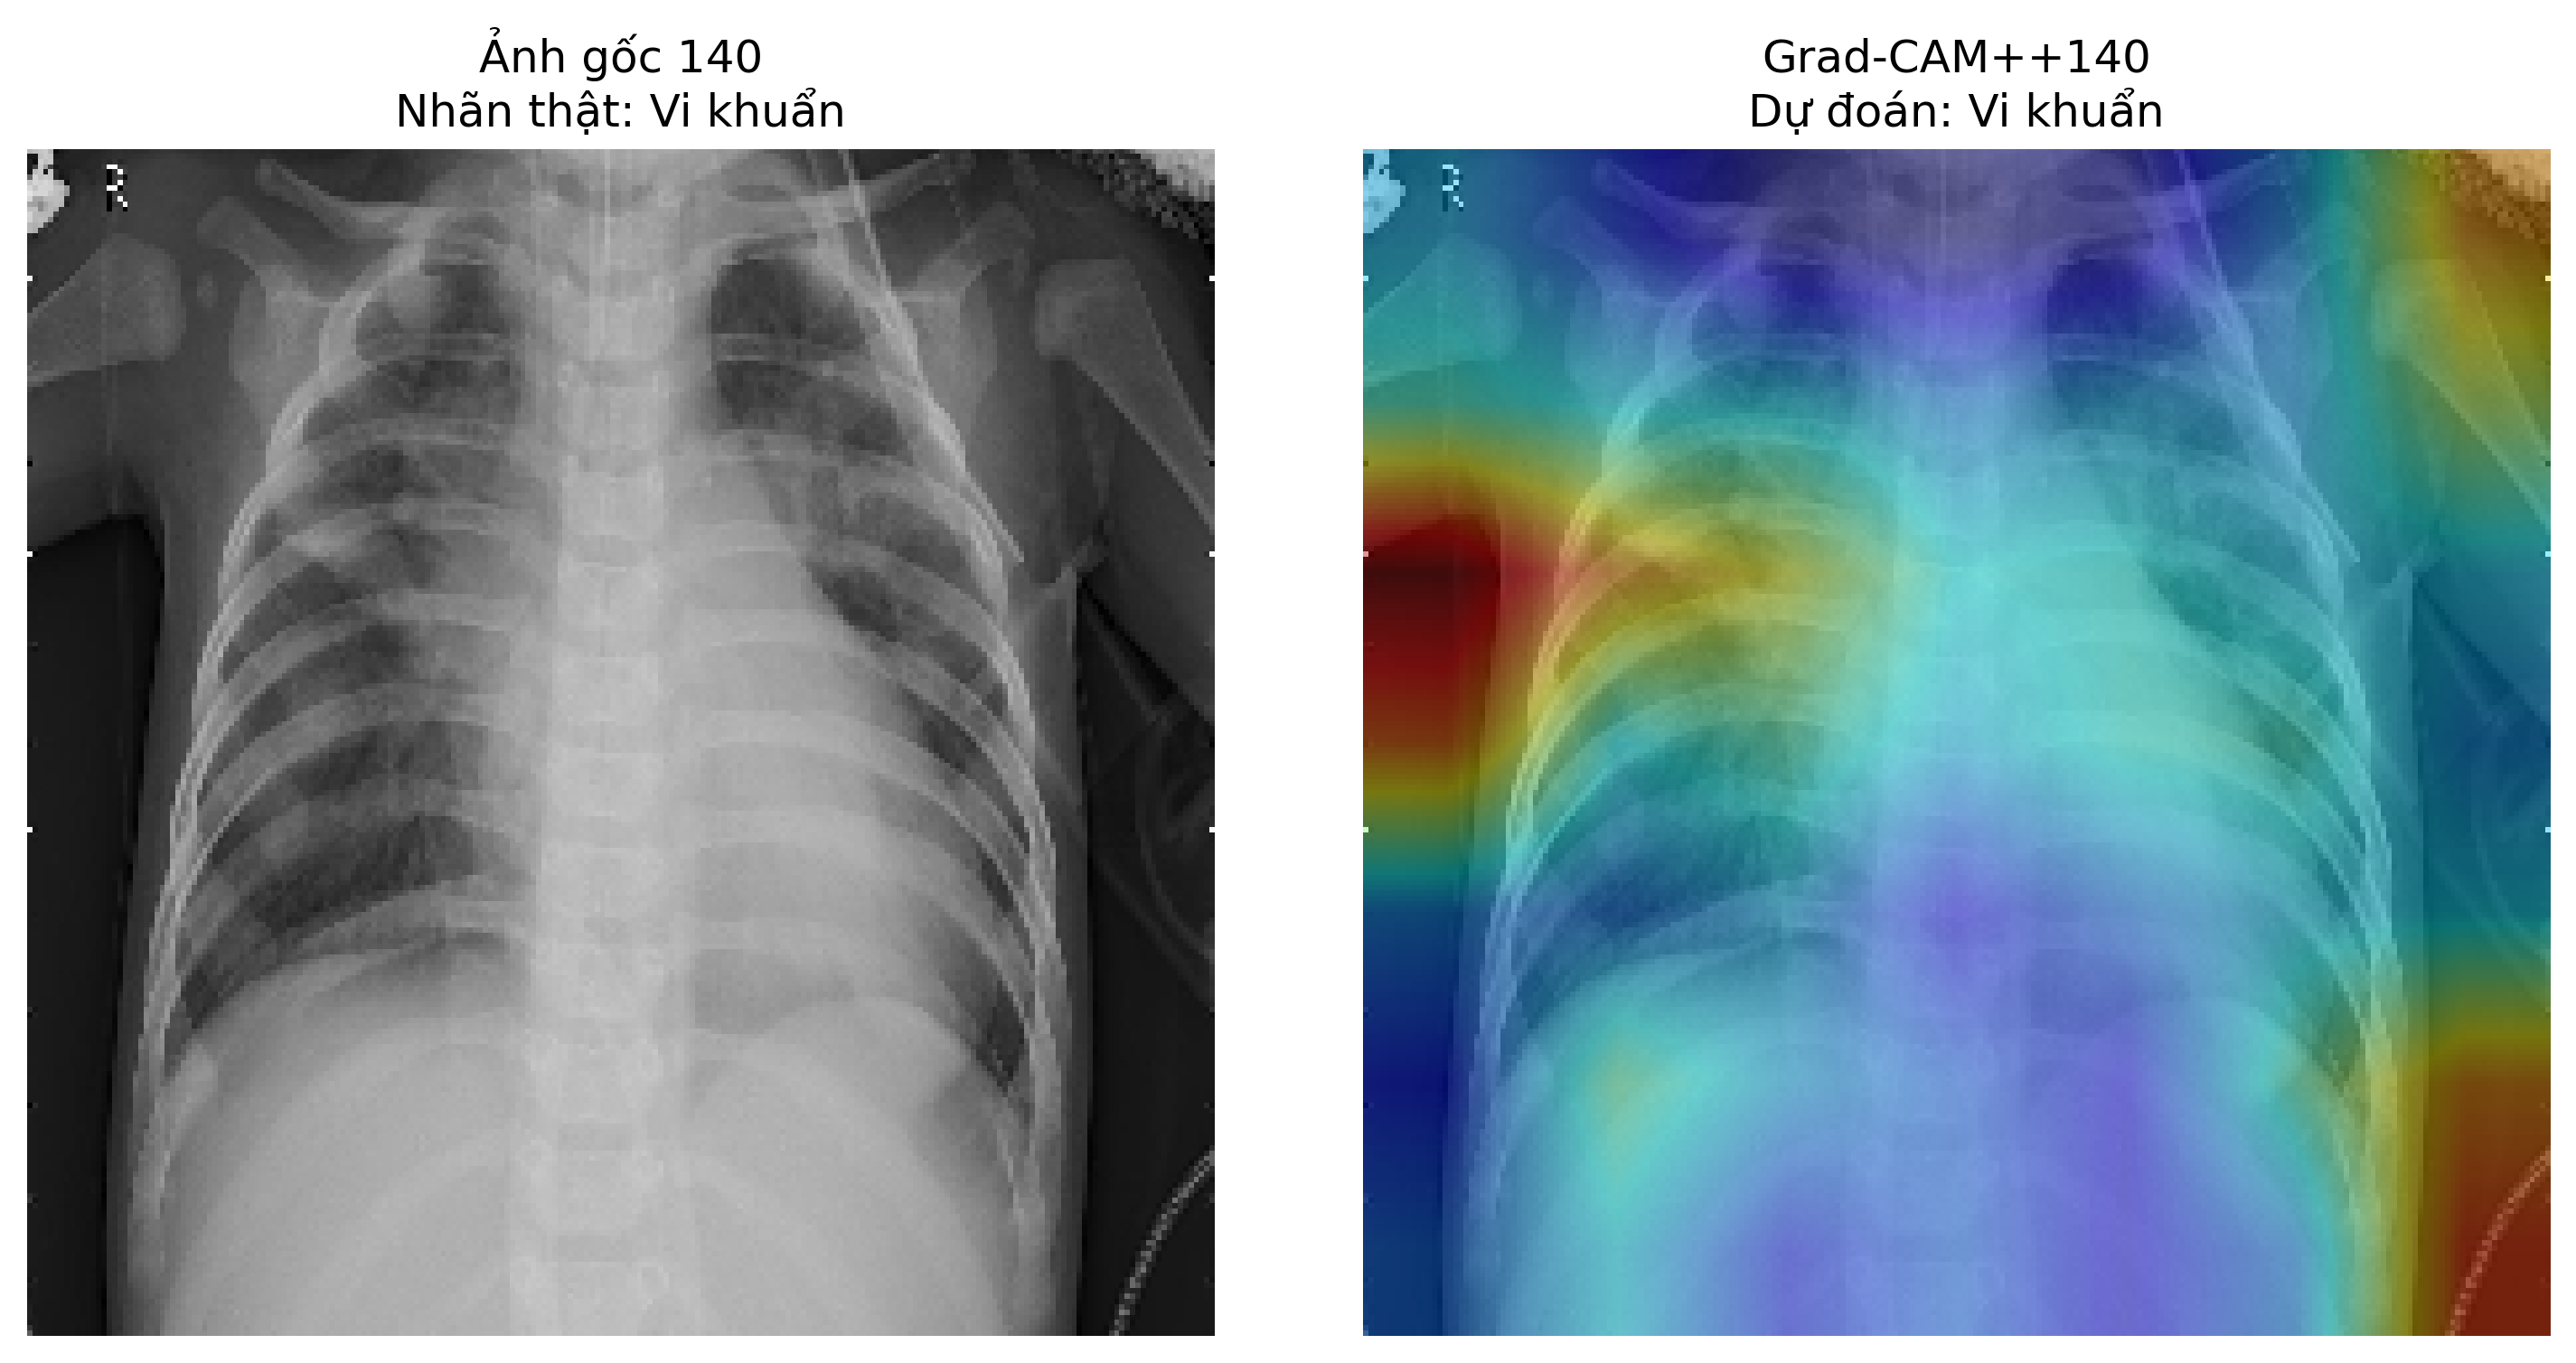 Ảnh gốc 140
Nhãn thật: Vi khuẩn
Grad-CAM++140
Dự đoán: Vi khuẩn
R
R